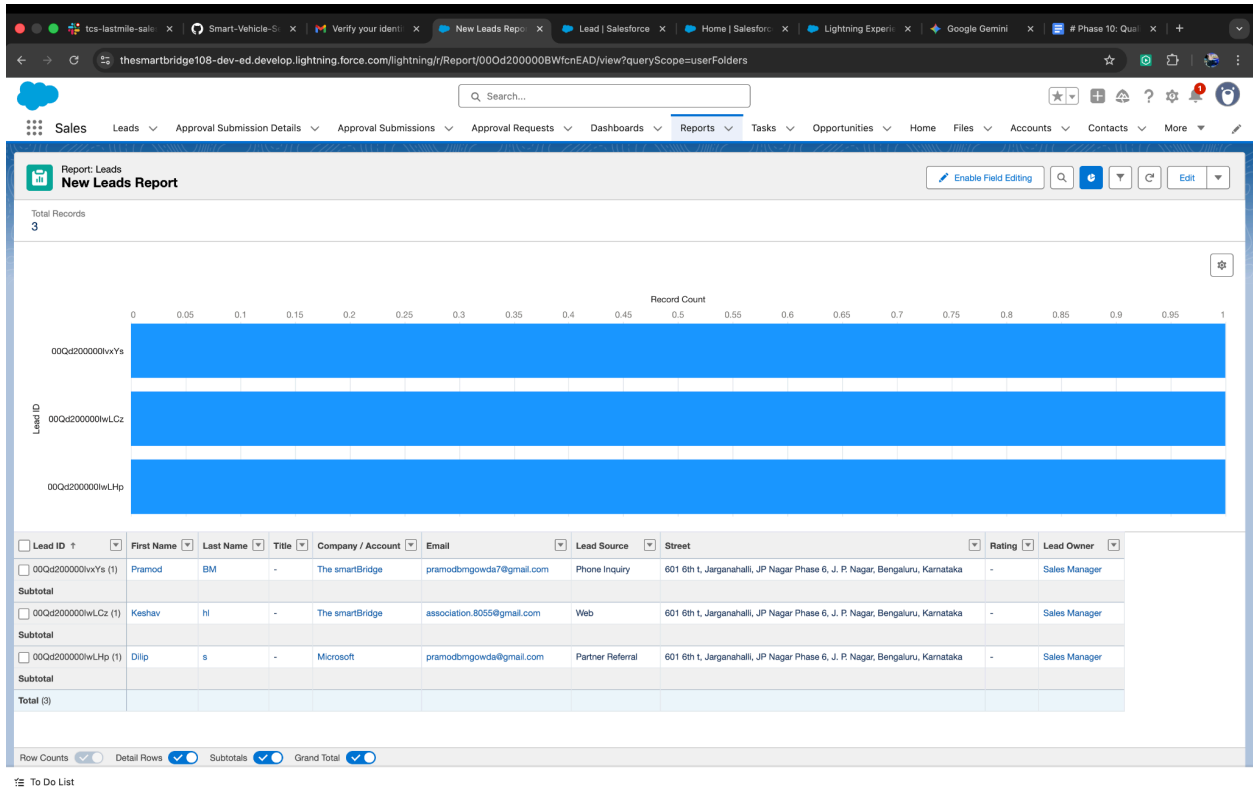 tcs-lastmile-sale
Smart-Vehicle-S
Verify your identi
New Leads Repo
Lead | Salesforce
Home | Salesforc
Lightning Experie
Google Gemini
# Phase 10: Qual
thesmartbridge108-dev-ed.develop.lightning.force.com/lightning/r/Report/00Od200000BWfcnEAD/view?queryScope=userFolders
Search...
1
Sales Leads Approval Submission Details Approval Submissions Approval Requests Dashboards Reports Tasks Opportunities Home Files Accounts Contacts More
Report: Leads
New Leads Report
Enable Field Editing
Edit
Total Records
3
Record Count
0 0.05 0.1 0.15 0.2 0.25 0.3 0.35 0.4 0.45 0.5 0.55 0.6 0.65 0.7 0.75 0.8 0.85 0.9 0.95 1
Lead ID
00Qd200000IvxYs
00Qd200000IwLCz
00Qd200000IwLHp
Lead ID ↑ First Name Last Name Title Company / Account Email Lead Source Street Rating Lead Owner
00Qd200000IvxYs (1) Pramod BM - The smartBridge pramodbmgowda7@gmail.com Phone Inquiry 601 6th t, Jarganahalli, JP Nagar Phase 6, J. P. Nagar, Bengaluru, Karnataka - Sales Manager
Subtotal
00Qd200000IwLCz (1) Keshav hl - The smartBridge association.8055@gmail.com Web 601 6th t, Jarganahalli, JP Nagar Phase 6, J. P. Nagar, Bengaluru, Karnataka - Sales Manager
Subtotal
00Qd200000IwLHp (1) Dilip s - Microsoft pramodbmgowda@gmail.com Partner Referral 601 6th t, Jarganahalli, JP Nagar Phase 6, J. P. Nagar, Bengaluru, Karnataka - Sales Manager
Subtotal
Total (3)
Row Counts Detail Rows Subtotals Grand Total
To Do List